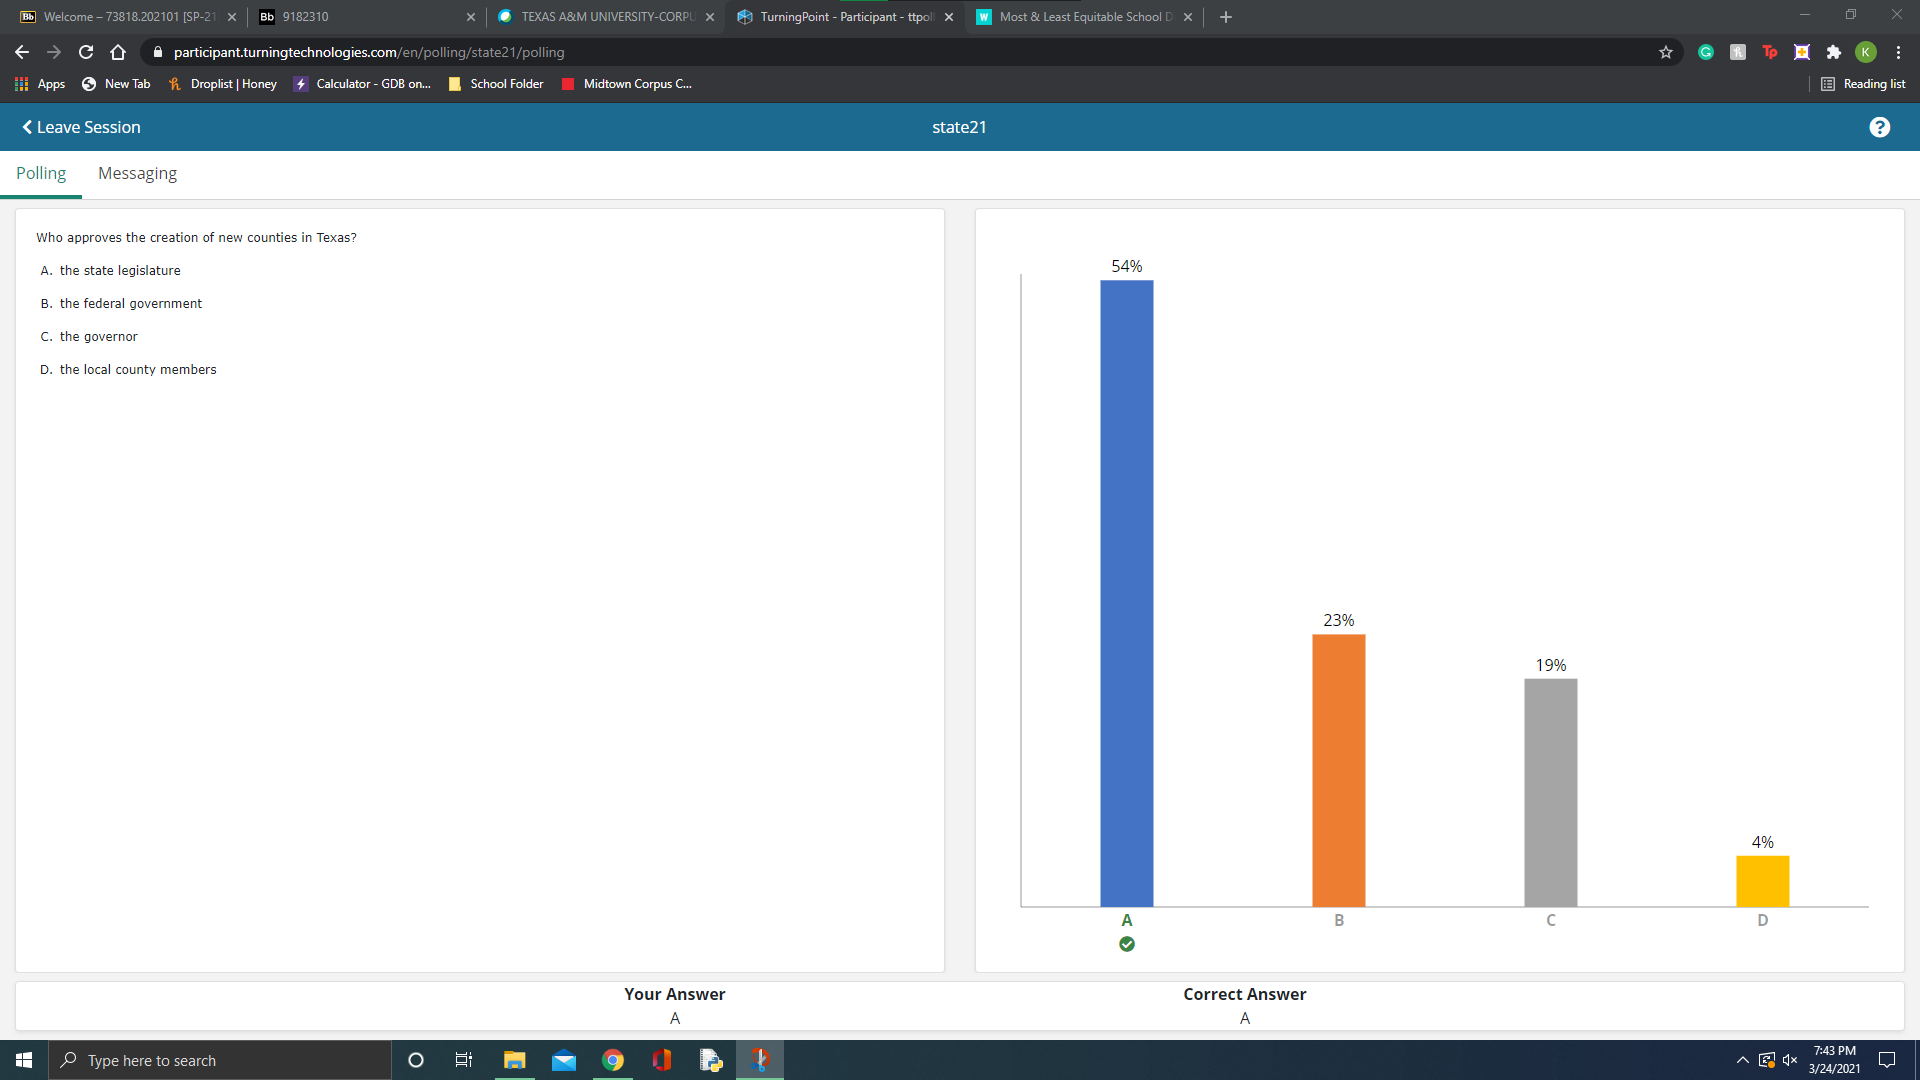 Bb Welcome – 73818.202101 [SP-21
Bb 9182310
TEXAS A&M UNIVERSITY-CORPU
TurningPoint - Participant - ttpoll
W Most & Least Equitable School D
participant.turningtechnologies.com/en/polling/state21/polling
Tp
K
Apps
New Tab
Droplist | Honey
Calculator - GDB on...
School Folder
Midtown Corpus C...
Reading list
Leave Session
state21
?
Polling
Messaging
Who approves the creation of new counties in Texas?
A. the state legislature
B. the federal government
C. the governor
D. the local county members
54%
23%
19%
4%
A
B
C
D
Your Answer
A
Correct Answer
A
Type here to search
7:43 PM
3/24/2021